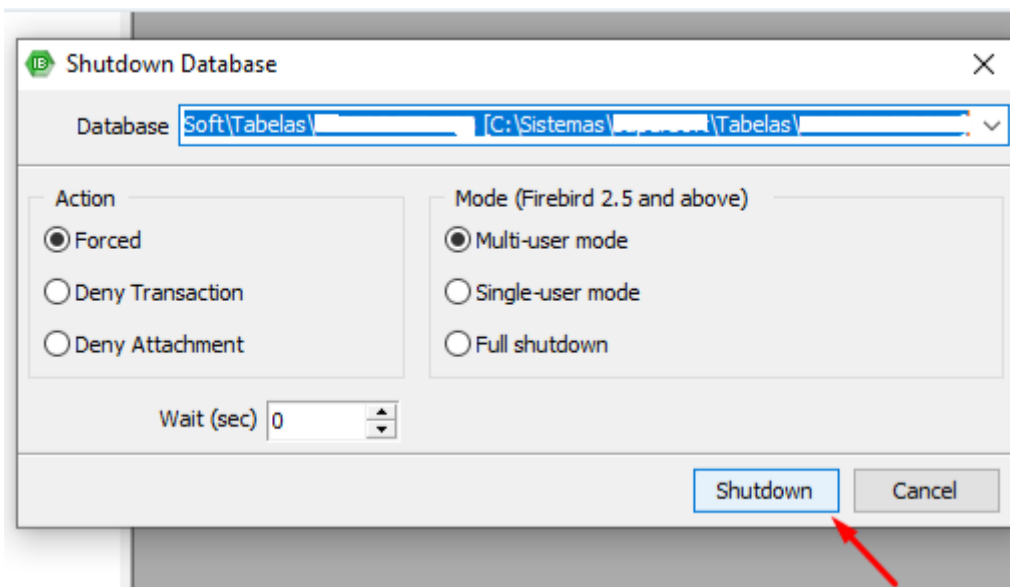 IB Shutdown Database
Database Soft\Tabelas\ [C:\Sistemas\ \Tabelas\
Action
Mode (Firebird 2.5 and above)
Forced
Multi-user mode
Deny Transaction
Single-user mode
Deny Attachment
Full shutdown
Wait (sec) 0
Shutdown Cancel